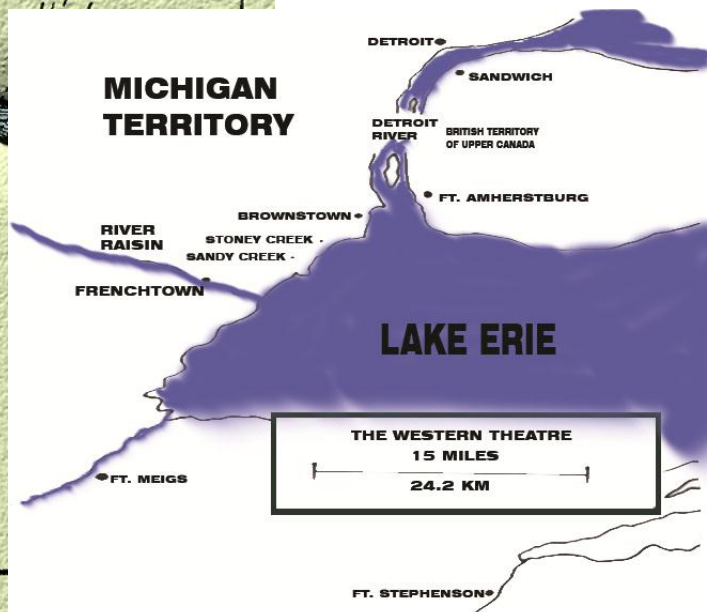 DETROIT
SANDWICH
MICHIGAN
TERRITORY
DETROIT
RIVER
BRITISH TERRITORY
OF UPPER CANADA
FT. AMHERSTBURG
BROWNSTOWN
RIVER
RAISIN
STONEY CREEK
SANDY CREEK
FRENCHTOWN
LAKE ERIE
THE WESTERN THEATRE
15 MILES
24.2 KM
FT. MEIGS
FT. STEPHENSON